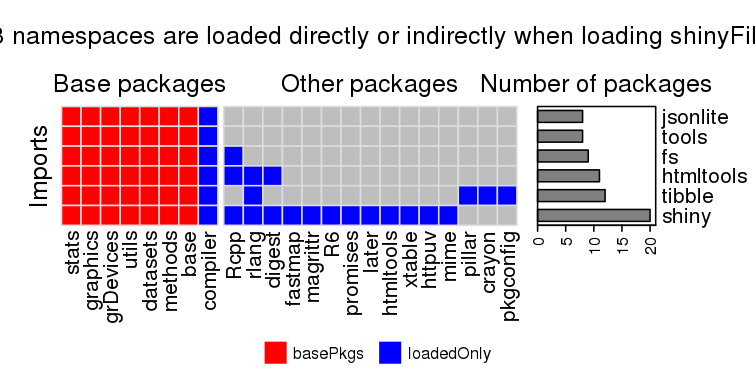 namespaces are loaded directly or indirectly when loading
Base packages Other packages Number of packages
Imports
jsonlite
tools
fs
htmltools
tibble
shiny
0 5 10 15 20
stats graphics grDevices utils datasets methods base compiler Rcpp rlang digest fastmap magrittr R6 promises later htmltools xtable httpuv mime pillar crayon pkgconfig
basePkgs loadedOnly